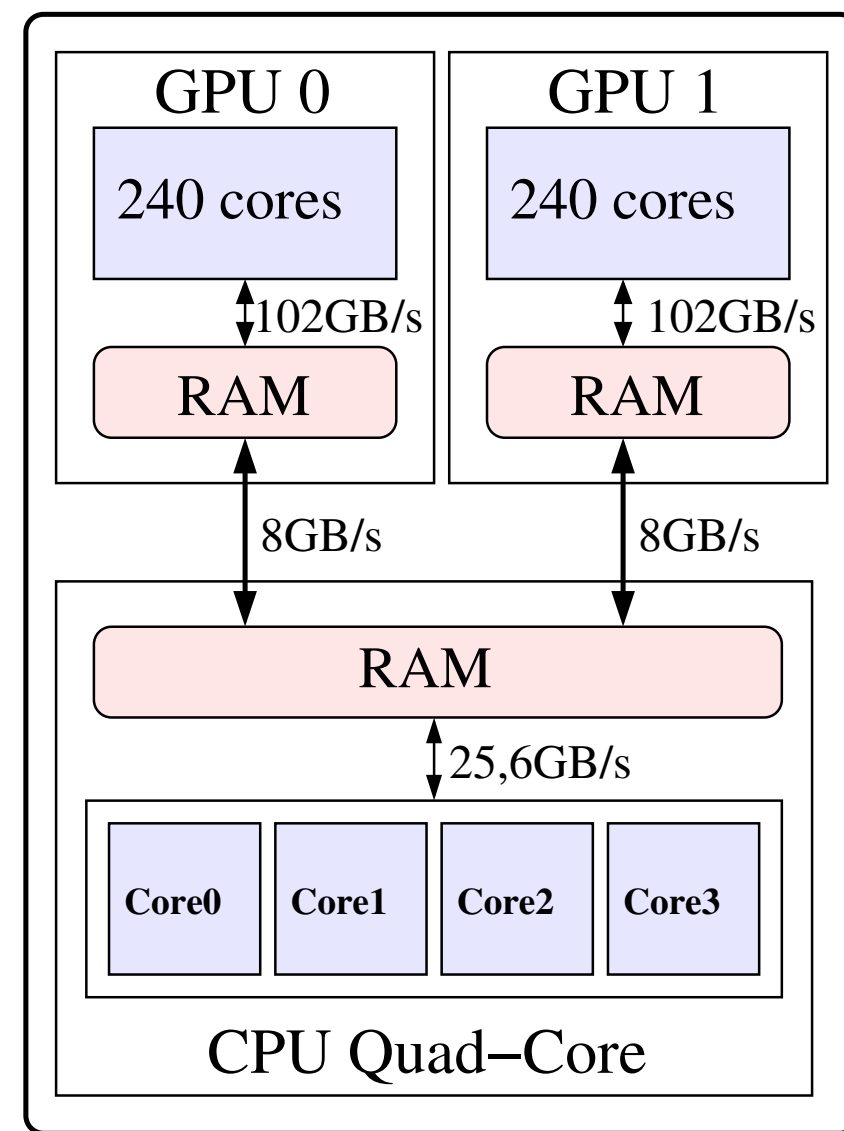 GPU 0
GPU 1
240 cores
240 cores
102GB/s
102GB/s
RAM
RAM
8GB/s
8GB/s
RAM
25,6GB/s
Core0
Core1
Core2
Core3
CPU Quad–Core